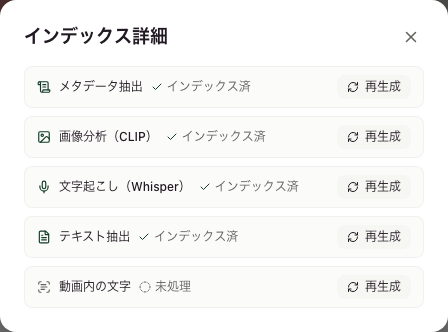 インデックス詳細
メタデータ抽出 インデックス済 再生成
画像分析（CLIP） インデックス済 再生成
文字起こし（Whisper） インデックス済 再生成
テキスト抽出 インデックス済 再生成
動画内の文字 未処理 再生成